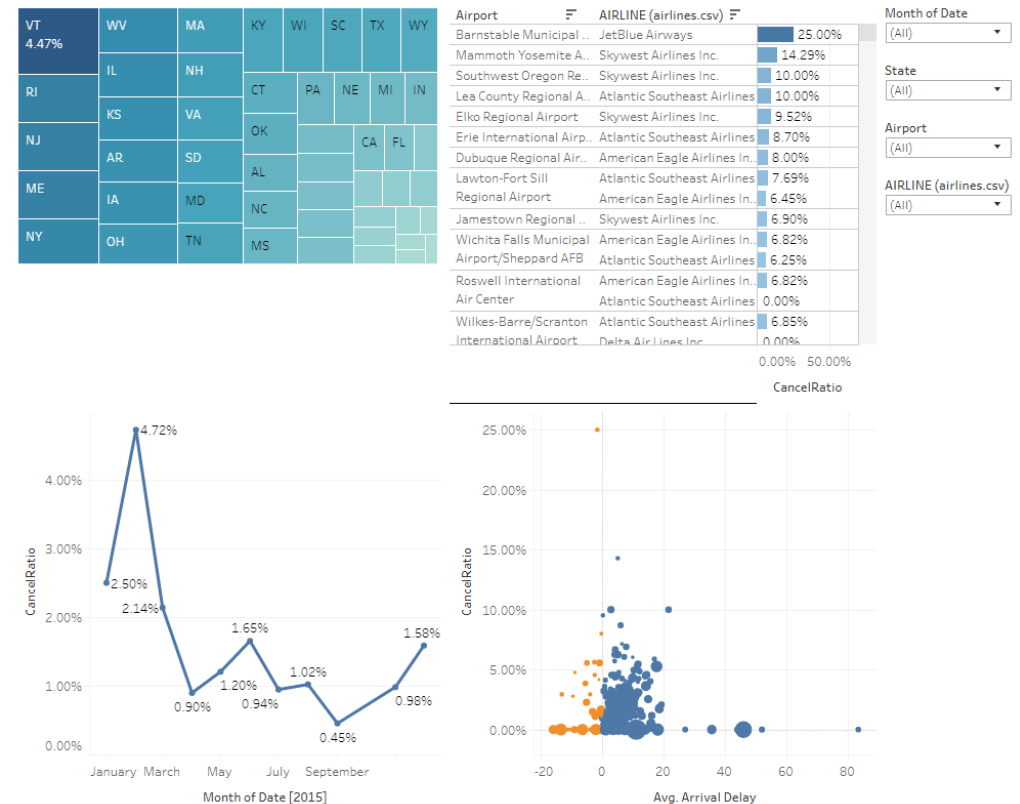 VT
4.47%
RI
NJ
ME
NY
WV
IL
KS
AR
IA
OH
MA
NH
VA
SD
MD
TN
KY WI SC TX WY
CT PA NE MI IN
OK CA FL
AL
NC
MS
Airport AIRLINE (airlines.csv)
Barnstable Municipal .. JetBlue Airways 25.00%
Mammoth Yosemite A.. Skywest Airlines Inc. 14.29%
Southwest Oregon Re.. Skywest Airlines Inc. 10.00%
Lea County Regional A.. Atlantic Southeast Airlines 10.00%
Elko Regional Airport Skywest Airlines Inc. 9.52%
Erie International Airp.. Atlantic Southeast Airlines 8.70%
Dubuque Regional Air.. American Eagle Airlines In.. 8.00%
Lawton-Fort Sill Atlantic Southeast Airlines 7.69%
Regional Airport American Eagle Airlines In.. 6.45%
Jamestown Regional .. Skywest Airlines Inc. 6.90%
Wichita Falls Municipal American Eagle Airlines In.. 6.82%
Airport/Sheppard AFB Atlantic Southeast Airlines 6.25%
Roswell International American Eagle Airlines In.. 6.82%
Air Center Atlantic Southeast Airlines 0.00%
Wilkes-Barre/Scranton Atlantic Southeast Airlines 6.85%
International Airport Delta Air Lines Inc. 0.00%
0.00% 50.00%
CancelRatio
Month of Date
(All)
State
(All)
Airport
(All)
AIRLINE (airlines.csv)
(All)
CancelRatio
4.00%
3.00%
2.00%
1.00%
0.00%
4.72%
2.50%
2.14%
0.90%
1.20%
1.65%
0.94%
1.02%
0.45%
0.98%
1.58%
January March May July September
Month of Date [2015]
CancelRatio
25.00%
20.00%
15.00%
10.00%
5.00%
0.00%
-20 0 20 40 60 80
Avg. Arrival Delay